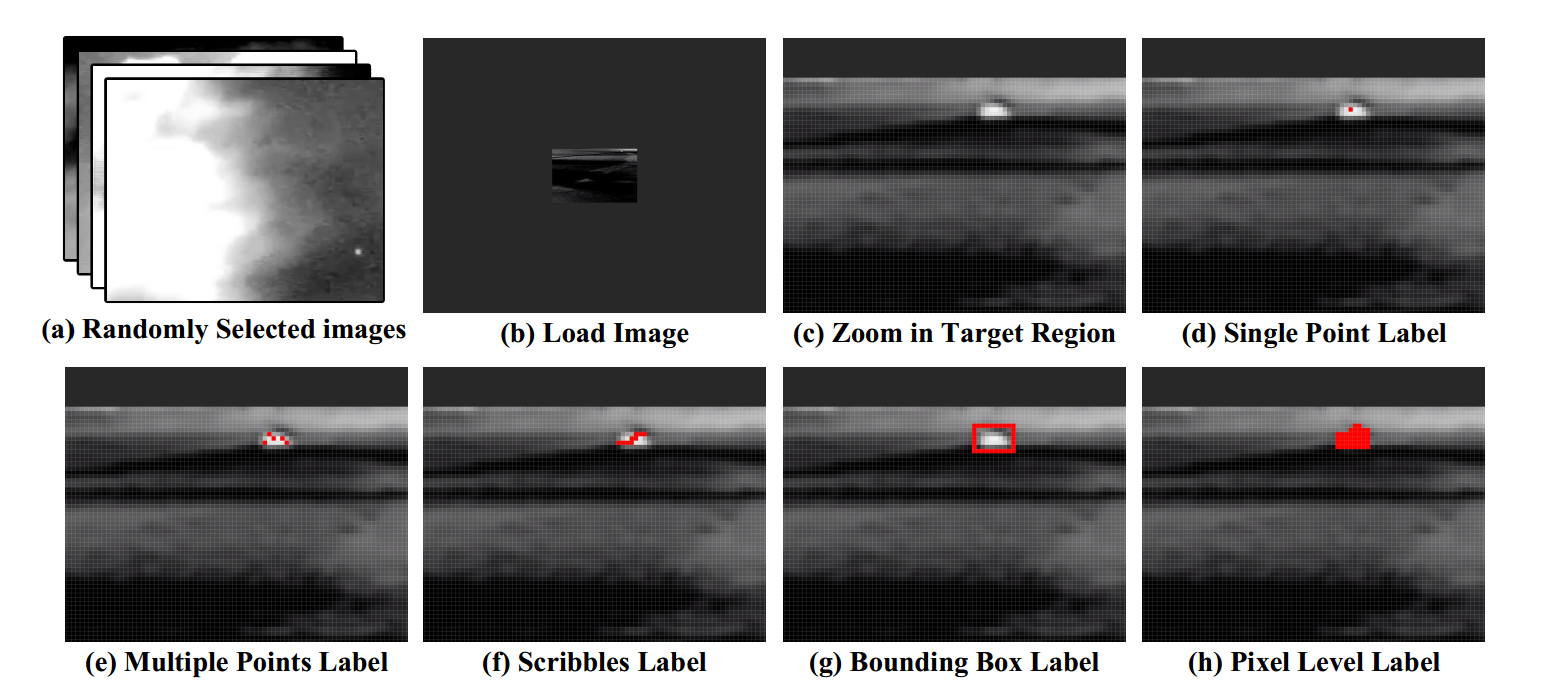 (a) Randomly Selected images
(b) Load Image
(c) Zoom in Target Region
(d) Single Point Label
(e) Multiple Points Label
(f) Scribbles Label
(g) Bounding Box Label
(h) Pixel Level Label